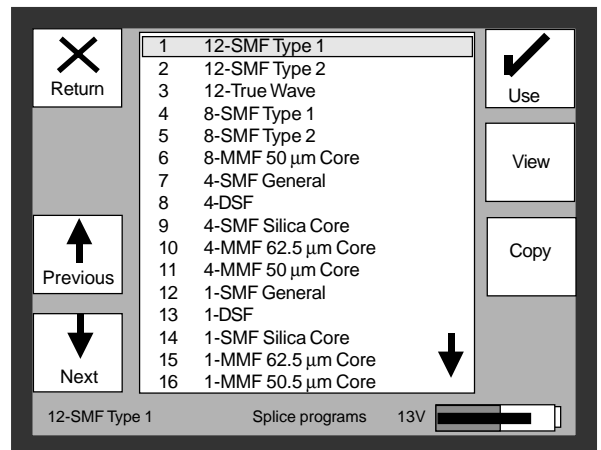 Return
1 12-SMF Type 1
2 12-SMF Type 2
3 12-True Wave
4 8-SMF Type 1
5 8-SMF Type 2
6 8-MMF 50 µm Core
7 4-SMF General
8 4-DSF
9 4-SMF Silica Core
10 4-MMF 62.5 µm Core
11 4-MMF 50 µm Core
12 1-SMF General
13 1-DSF
14 1-SMF Silica Core
15 1-MMF 62.5 µm Core
16 1-MMF 50.5 µm Core
Use
View
Copy
Previous
Next
12-SMF Type 1 Splice programs 13V